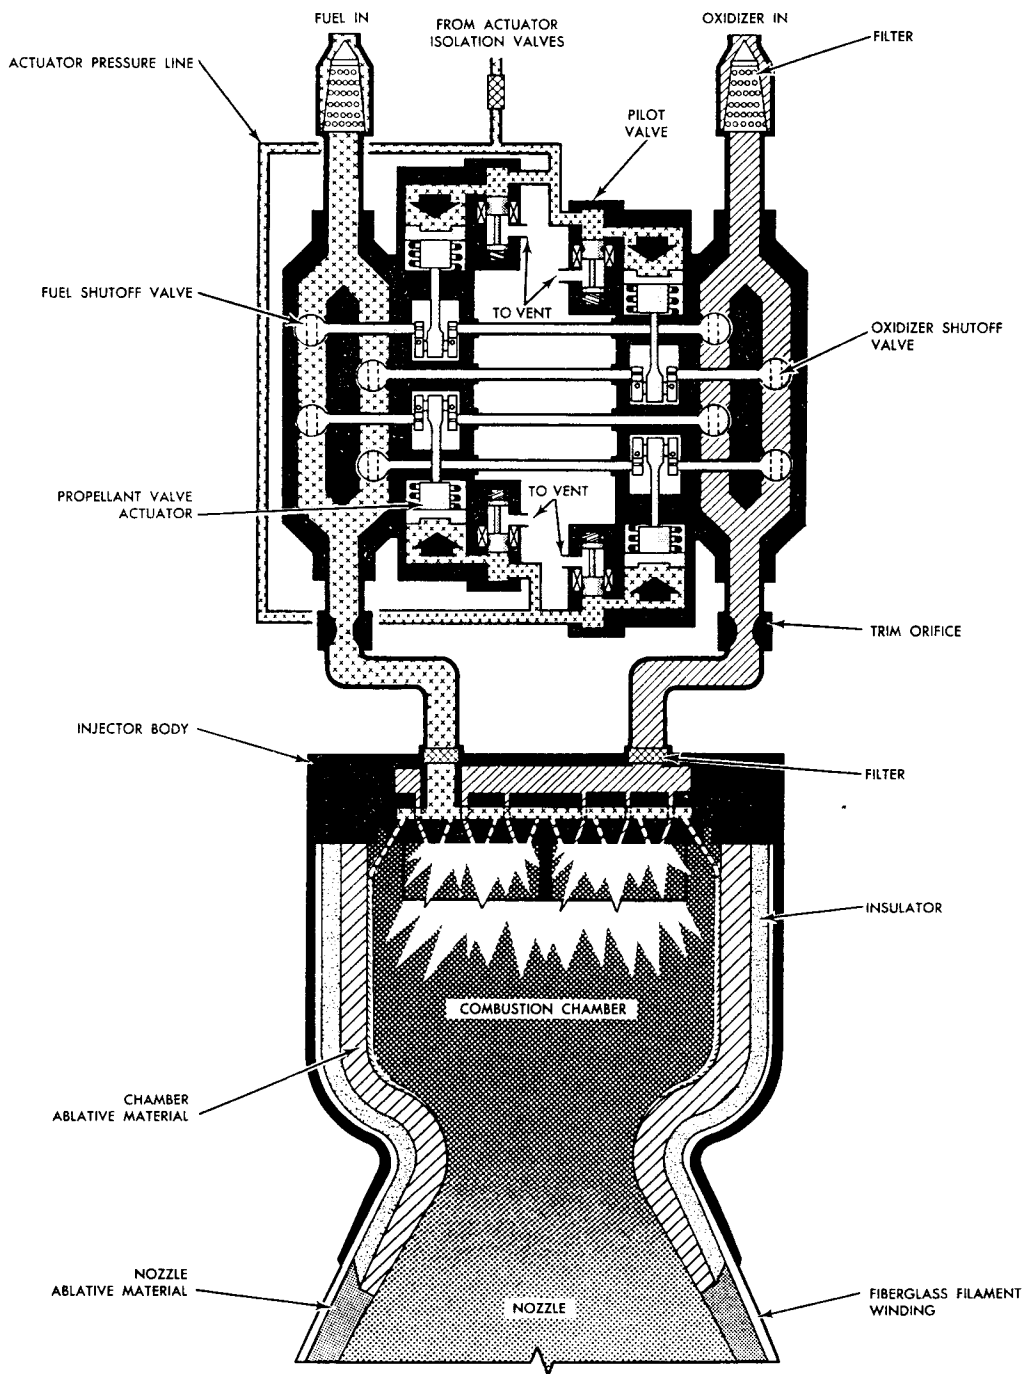 FUEL IN
FROM ACTUATOR
ISOLATION VALVES
OXIDIZER IN
FILTER
ACTUATOR PRESSURE LINE
PILOT
VALVE
FUEL SHUTOFF VALVE
TO VENT
OXIDIZER SHUTOFF
VALVE
PROPELLANT VALVE
ACTUATOR
TO VENT
TRIM ORIFICE
INJECTOR BODY
FILTER
INSULATOR
COMBUSTION CHAMBER
CHAMBER
ABLATIVE MATERIAL
NOZZLE
ABLATIVE MATERIAL
NOZZLE
FIBERGLASS FILAMENT
WINDING